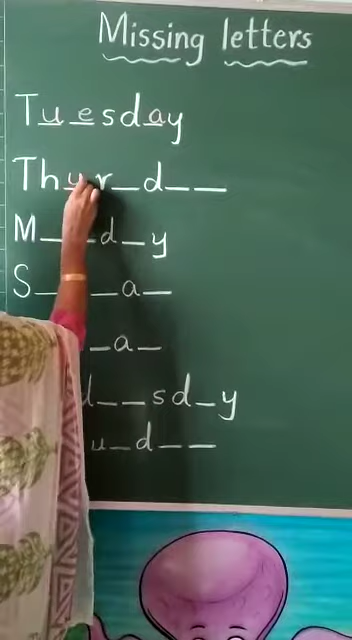 Missing letters
Tuesday
Thur_d__
M__d_y
S___a_
_a_
d__sd_y
u_d__